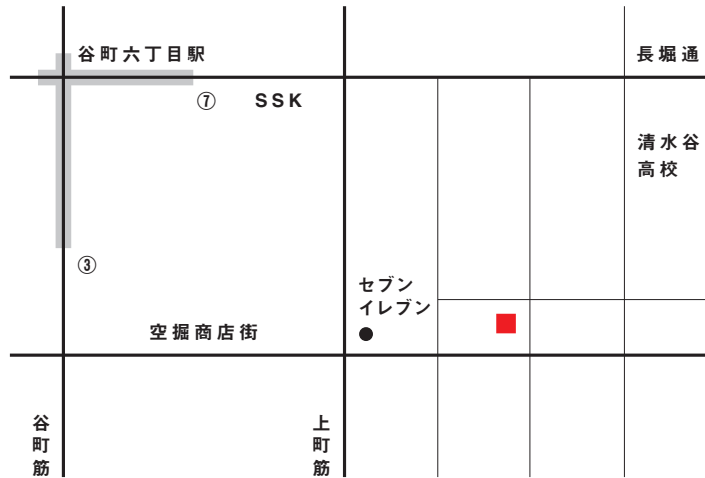 谷町六丁目駅
長堀通
⑦ SSK
清水谷
高校
③
セブン
イレブン
空掘商店街
谷町筋
上町筋